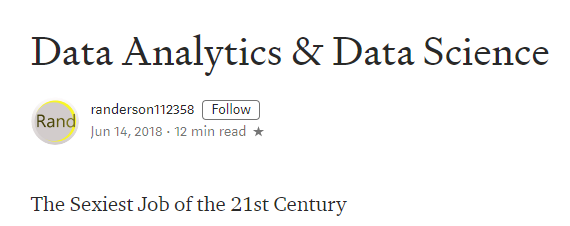 Data Analytics & Data Science
Rand
randerson112358 Follow
Jun 14, 2018 · 12 min read ★
The Sexiest Job of the 21st Century